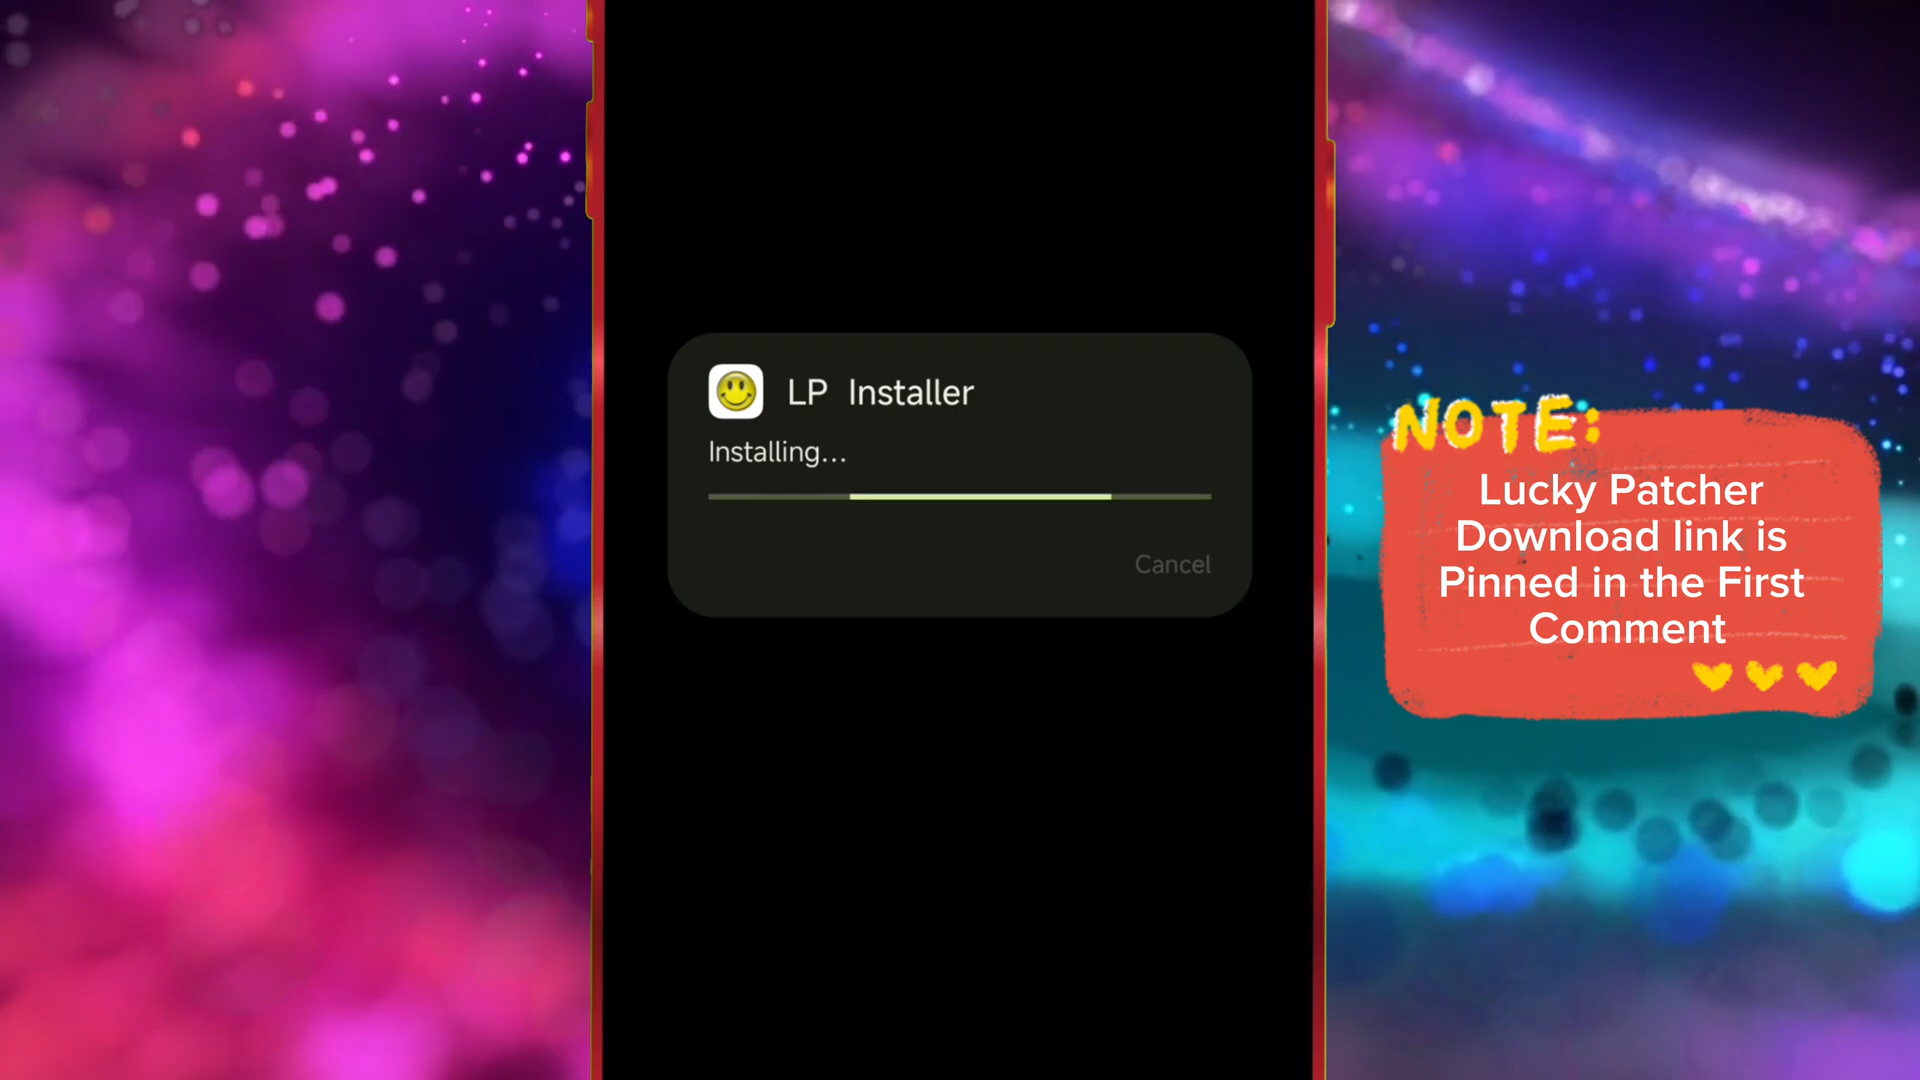 LP Installer
Installing...
Cancel
NOTE:
Lucky Patcher
Download link is
Pinned in the First
Comment